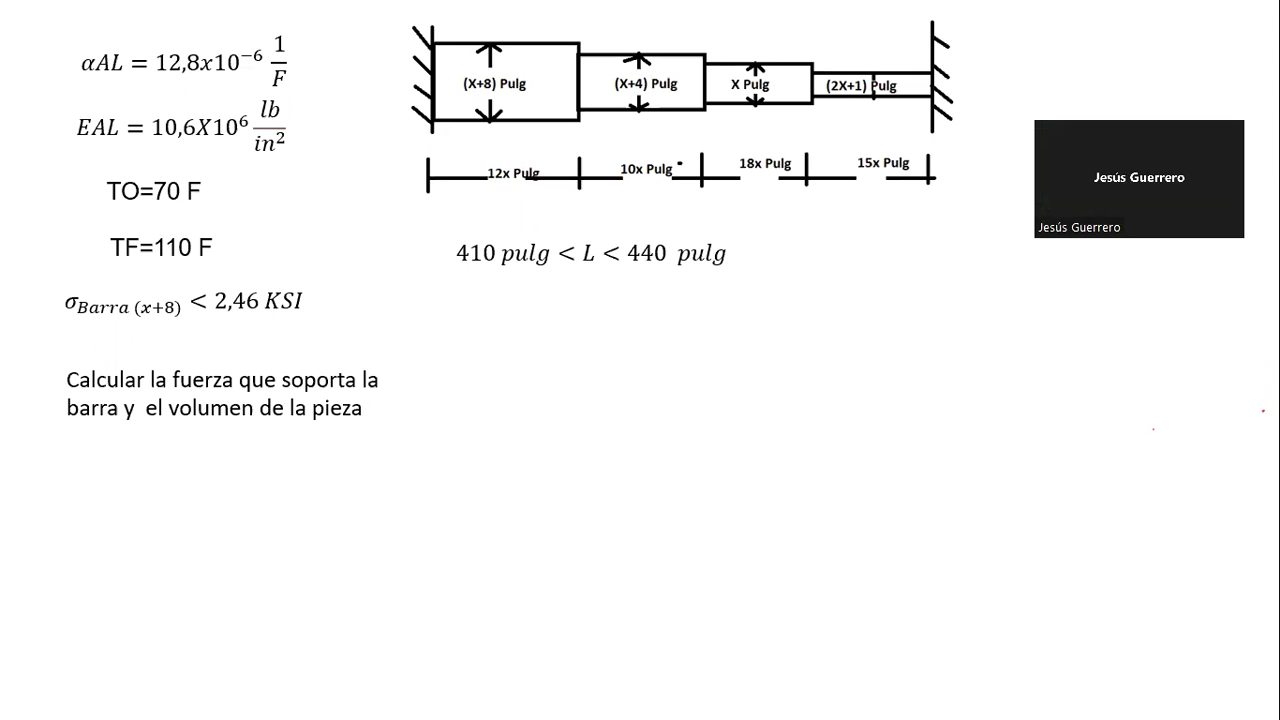 αAL = 12,8x10⁻⁶ 1/F
EAL = 10,6X10⁶ lb/in²
TO=70 F
TF=110 F
σBarra (x+8) < 2,46 KSI
Calcular la fuerza que soporta la
barra y el volumen de la pieza
(X+8) Pulg (X+4) Pulg X Pulg (2X+1) Pulg
12x Pulg 10x Pulg 18x Pulg 15x Pulg
410 pulg < L < 440 pulg
Jesús Guerrero
Jesús Guerrero